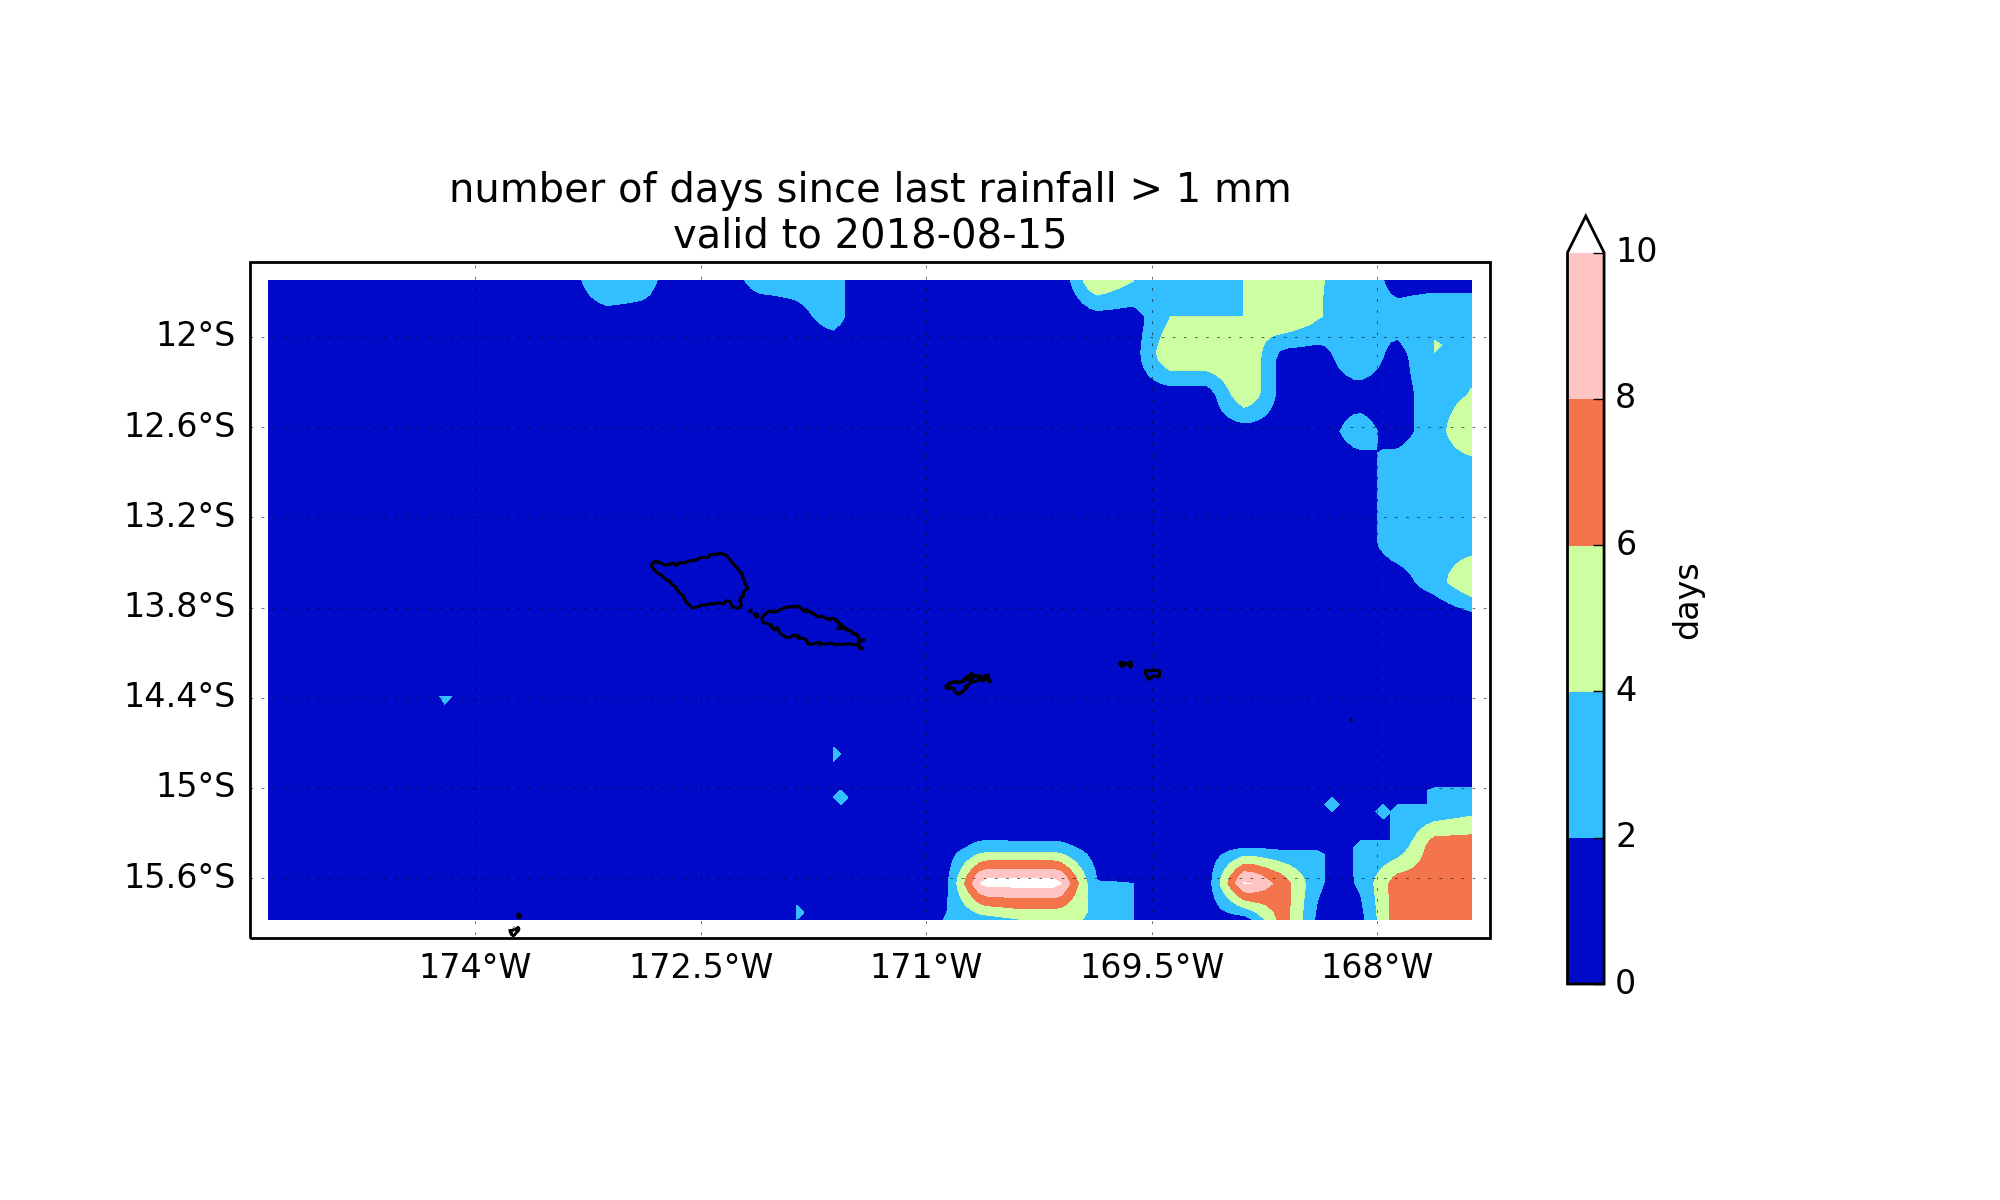 number of days since last rainfall > 1 mm
valid to 2018-08-15
12°S
12.6°S
13.2°S
13.8°S
14.4°S
15°S
15.6°S
174°W
172.5°W
171°W
169.5°W
168°W
10
8
6
4
2
0
days